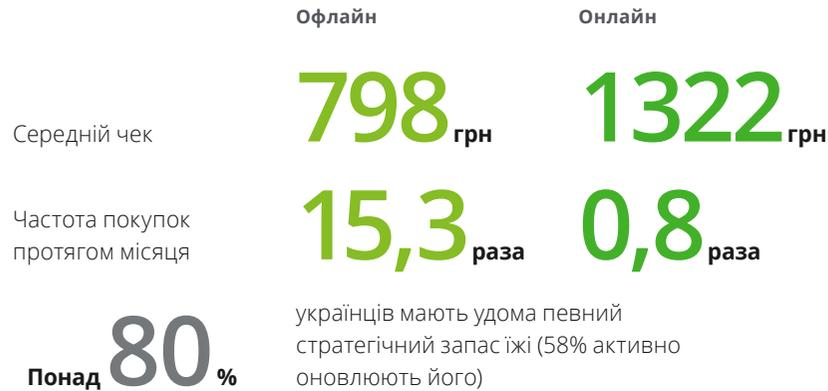 Офлайн Онлайн
Середній чек 798 грн 1322 грн
Частота покупок
протягом місяця 15,3 раза 0,8 раза
Понад 80 %
українців мають удома певний
стратегічний запас їжі (58% активно
оновлюють його)